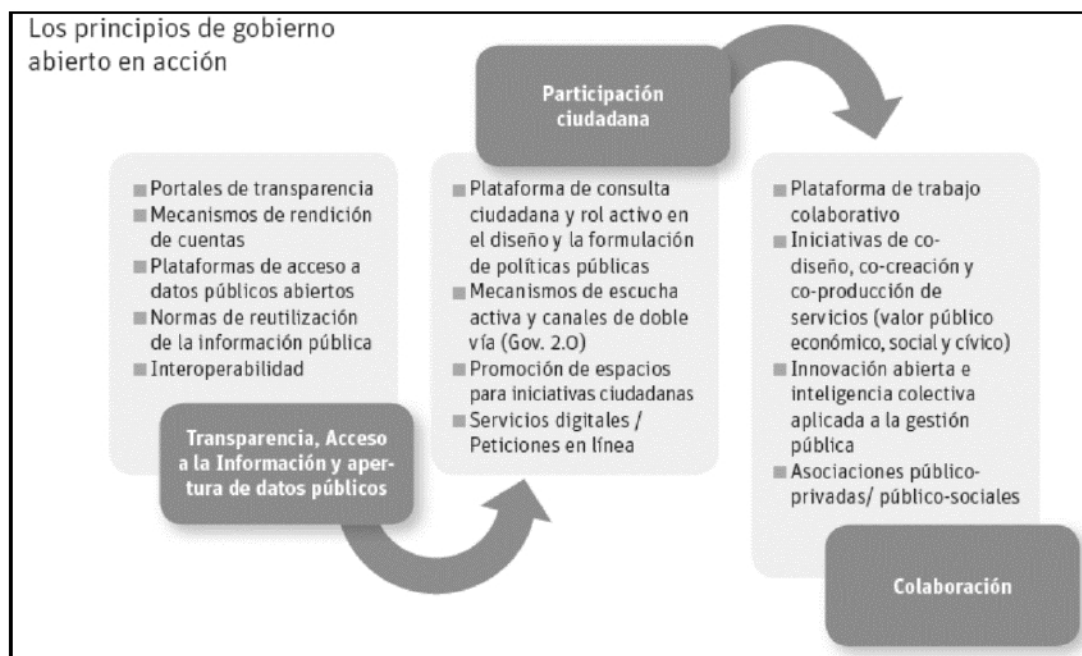 Los principios de gobierno
abierto en acción
■ Portales de transparencia
■ Mecanismos de rendición
de cuentas
■ Plataformas de acceso a
datos públicos abiertos
■ Normas de reutilización
de la información pública
■ Interoperabilidad
Transparencia, Acceso
a la Información y aper-
tura de datos públicos
Participación
ciudadana
■ Plataforma de consulta
ciudadana y rol activo en
el diseño y la formulación
de políticas públicas
■ Mecanismos de escucha
activa y canales de doble
vía (Gov. 2.0)
■ Promoción de espacios
para iniciativas ciudadanas
■ Servicios digitales /
Peticiones en línea
■ Plataforma de trabajo
colaborativo
■ Iniciativas de co-
diseño, co-creación y
co-producción de
servicios (valor público
económico, social y cívico)
■ Innovación abierta e
inteligencia colectiva
aplicada a la gestión
pública
■ Asociaciones público-
privadas/ público-sociales
Colaboración